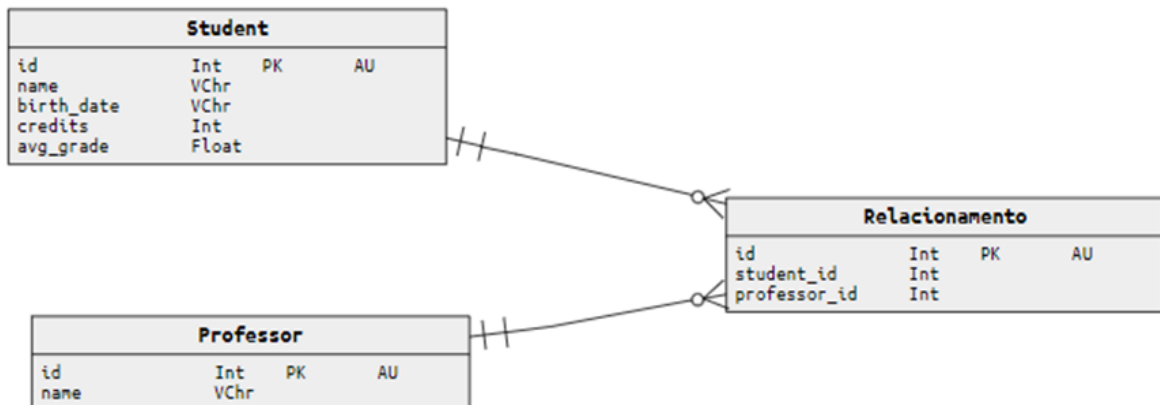 Student
id Int PK AU
name VChr
birth_date VChr
credits Int
avg_grade Float
Relacionamento
id Int PK AU
student_id Int
professor_id Int
Professor
id Int PK AU
name VChr